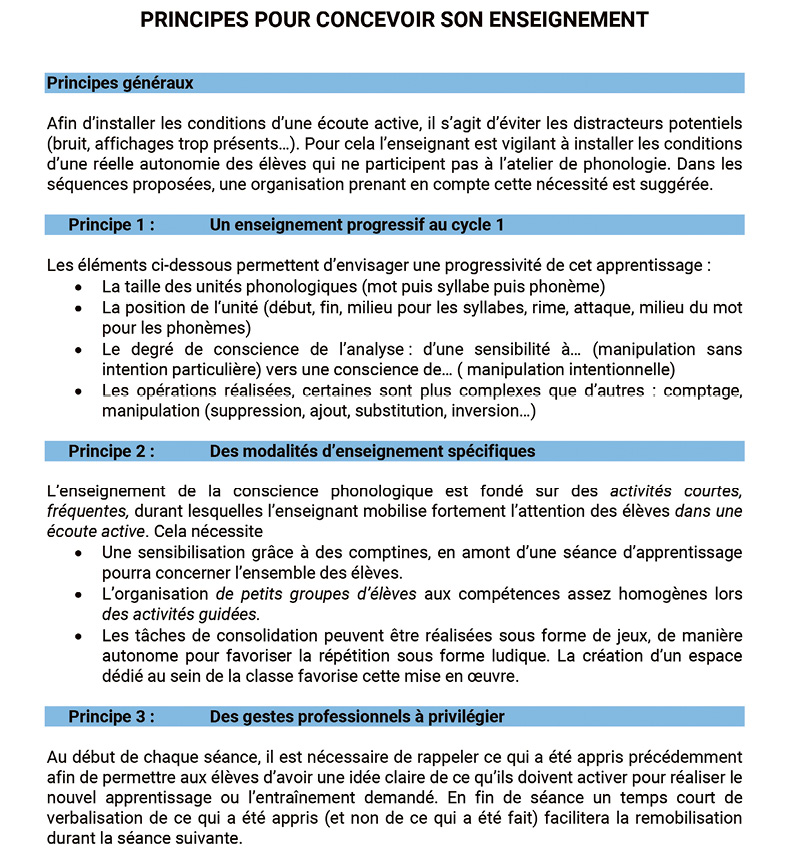 PRINCIPES POUR CONCEVOIR SON ENSEIGNEMENT
Principes généraux
Afin d’installer les conditions d’une écoute active, il s’agit d’éviter les distracteurs potentiels
(bruit, affichages trop présents…). Pour cela l’enseignant est vigilant à installer les conditions
d’une réelle autonomie des élèves qui ne participent pas à l’atelier de phonologie. Dans les
séquences proposées, une organisation prenant en compte cette nécessité est suggérée.
Principe 1 : Un enseignement progressif au cycle 1
Les éléments ci-dessous permettent d’envisager une progressivité de cet apprentissage :
• La taille des unités phonologiques (mot puis syllabe puis phonème)
• La position de l’unité (début, fin, milieu pour les syllabes, rime, attaque, milieu du mot
pour les phonèmes)
• Le degré de conscience de l’analyse : d’une sensibilité à… (manipulation sans
intention particulière) vers une conscience de… ( manipulation intentionnelle)
• Les opérations réalisées, certaines sont plus complexes que d’autres : comptage,
manipulation (suppression, ajout, substitution, inversion…)
Principe 2 : Des modalités d’enseignement spécifiques
L’enseignement de la conscience phonologique est fondé sur des activités courtes,
fréquentes, durant lesquelles l’enseignant mobilise fortement l’attention des élèves dans une
écoute active. Cela nécessite
• Une sensibilisation grâce à des comptines, en amont d’une séance d’apprentissage
pourra concerner l’ensemble des élèves.
• L’organisation de petits groupes d’élèves aux compétences assez homogènes lors
des activités guidées.
• Les tâches de consolidation peuvent être réalisées sous forme de jeux, de manière
autonome pour favoriser la répétition sous forme ludique. La création d’un espace
dédié au sein de la classe favorise cette mise en œuvre.
Principe 3 : Des gestes professionnels à privilégier
Au début de chaque séance, il est nécessaire de rappeler ce qui a été appris précédemment
afin de permettre aux élèves d’avoir une idée claire de ce qu’ils doivent activer pour réaliser le
nouvel apprentissage ou l’entraînement demandé. En fin de séance un temps court de
verbalisation de ce qui a été appris (et non de ce qui a été fait) facilitera la remobilisation
durant la séance suivante.